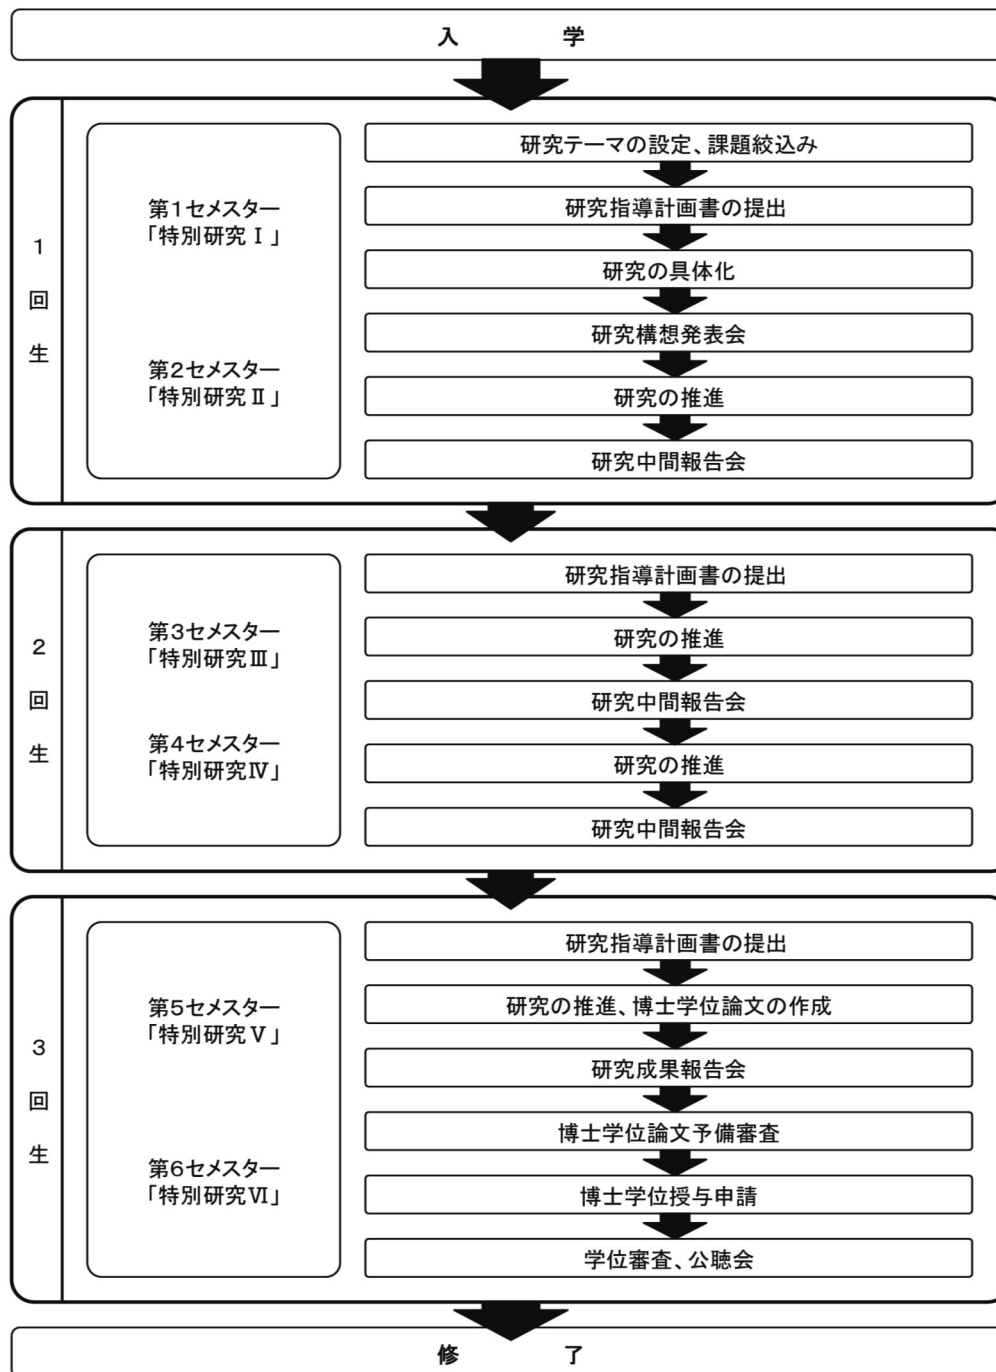 入　　　　学
1回生
第1セメスター
「特別研究Ⅰ」
第2セメスター
「特別研究Ⅱ」
研究テーマの設定、課題絞込み
研究指導計画書の提出
研究の具体化
研究構想発表会
研究の推進
研究中間報告会
2回生
第3セメスター
「特別研究Ⅲ」
第4セメスター
「特別研究Ⅳ」
研究指導計画書の提出
研究の推進
研究中間報告会
研究の推進
研究中間報告会
3回生
第5セメスター
「特別研究Ⅴ」
第6セメスター
「特別研究Ⅵ」
研究指導計画書の提出
研究の推進、博士学位論文の作成
研究成果報告会
博士学位論文予備審査
博士学位授与申請
学位審査、公聴会
修　　　　了